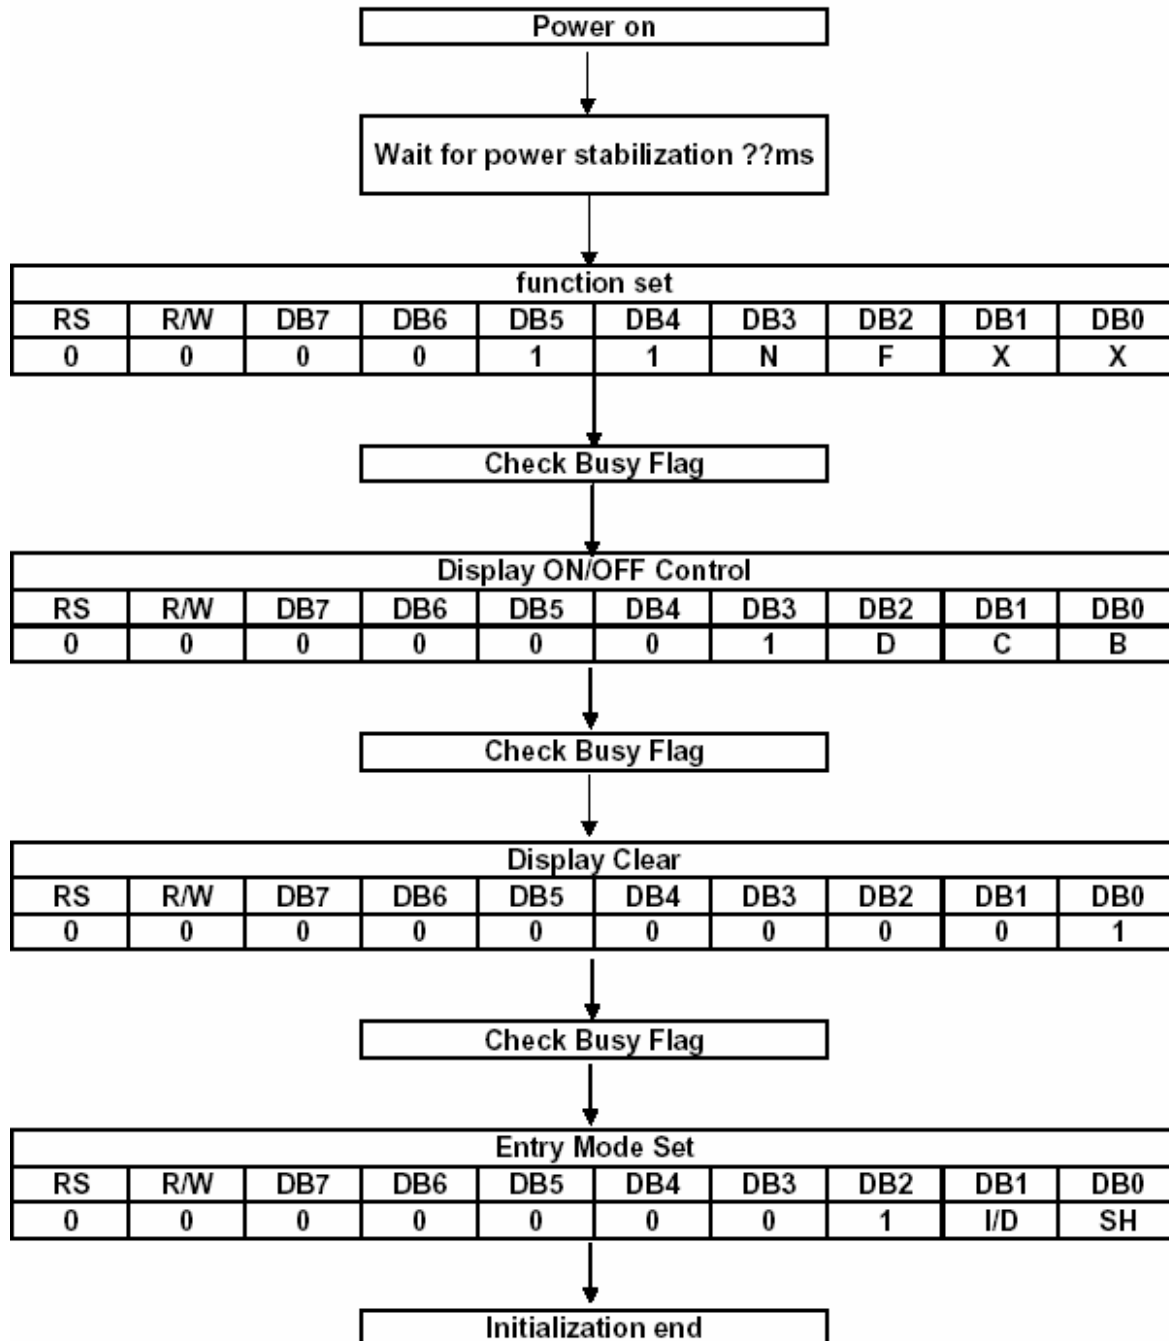 Power on
Wait for power stabilization ??ms
function set
RS R/W DB7 DB6 DB5 DB4 DB3 DB2 DB1 DB0
0 0 0 0 1 1 N F X X
Check Busy Flag
Display ON/OFF Control
RS R/W DB7 DB6 DB5 DB4 DB3 DB2 DB1 DB0
0 0 0 0 0 0 1 D C B
Check Busy Flag
Display Clear
RS R/W DB7 DB6 DB5 DB4 DB3 DB2 DB1 DB0
0 0 0 0 0 0 0 0 0 1
Check Busy Flag
Entry Mode Set
RS R/W DB7 DB6 DB5 DB4 DB3 DB2 DB1 DB0
0 0 0 0 0 0 0 1 I/D SH
Initialization end